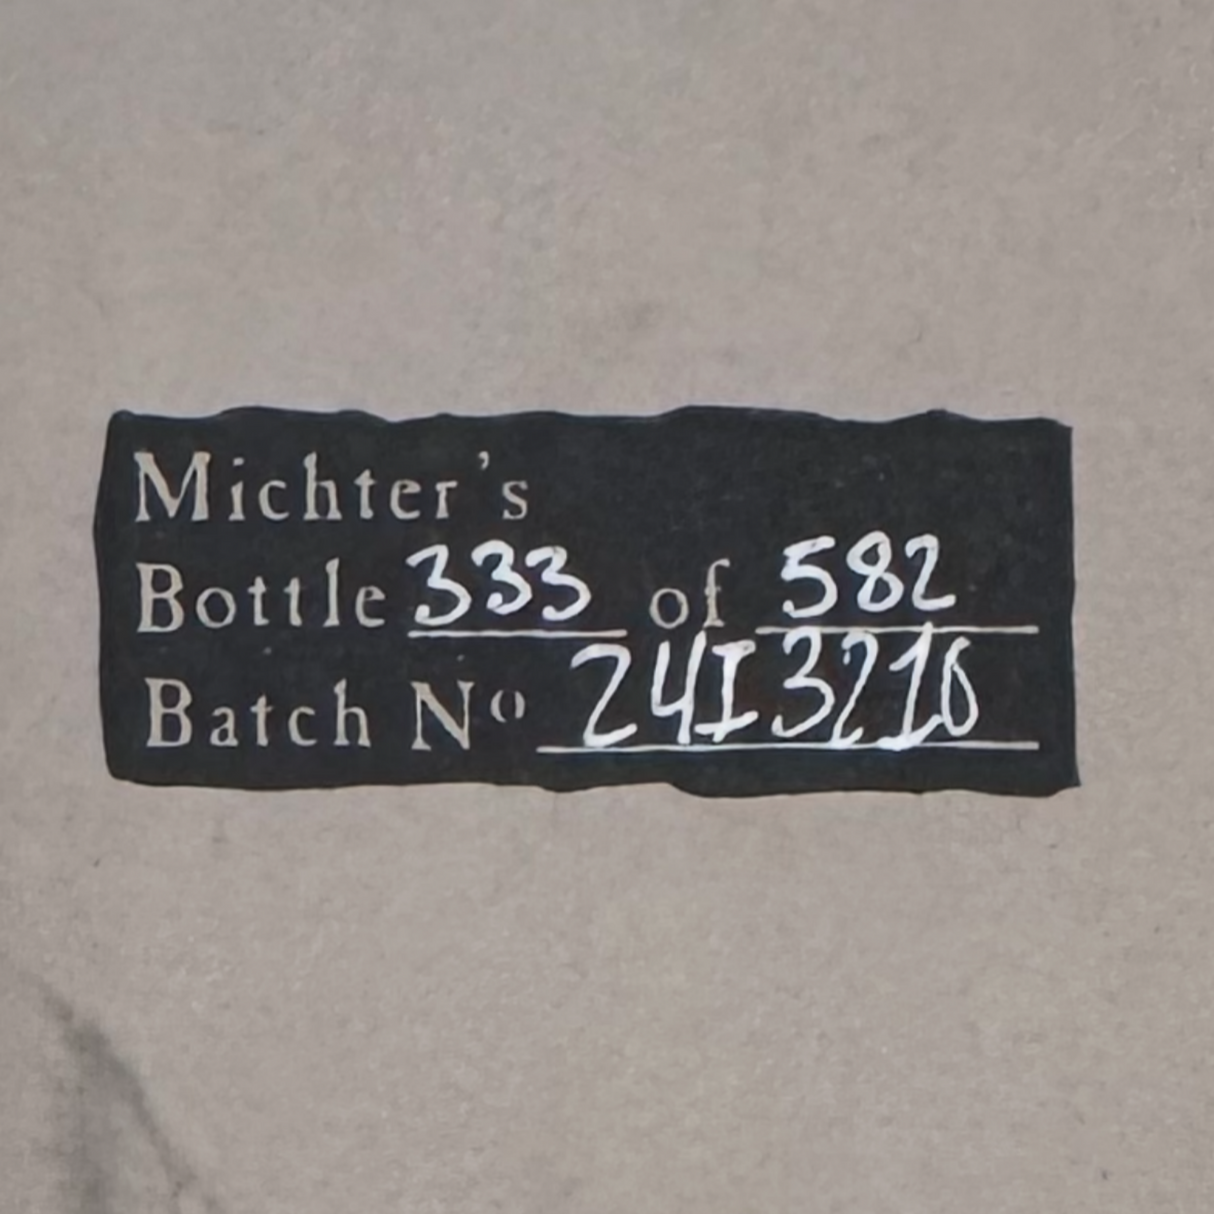 Michter's
Bottle 333 of 582
Batch Nº 24I3210